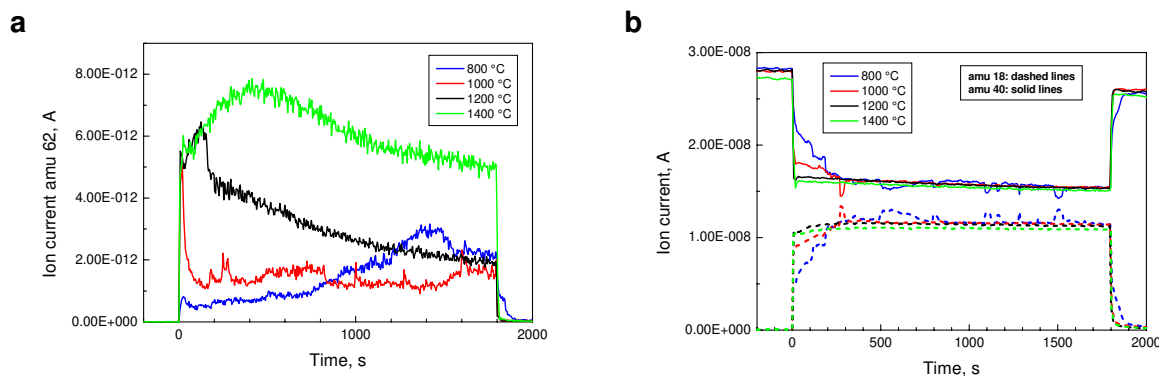 a
Ion current amu 62, A
8.00E-012
6.00E-012
4.00E-012
2.00E-012
0.00E+000
0
1000
2000
Time, s
800 °C
1000 °C
1200 °C
1400 °C
b
Ion current, A
3.00E-008
2.00E-008
1.00E-008
0.00E+000
0
500
1000
1500
2000
Time, s
800 °C
1000 °C
1200 °C
1400 °C
amu 18: dashed lines
amu 40: solid lines